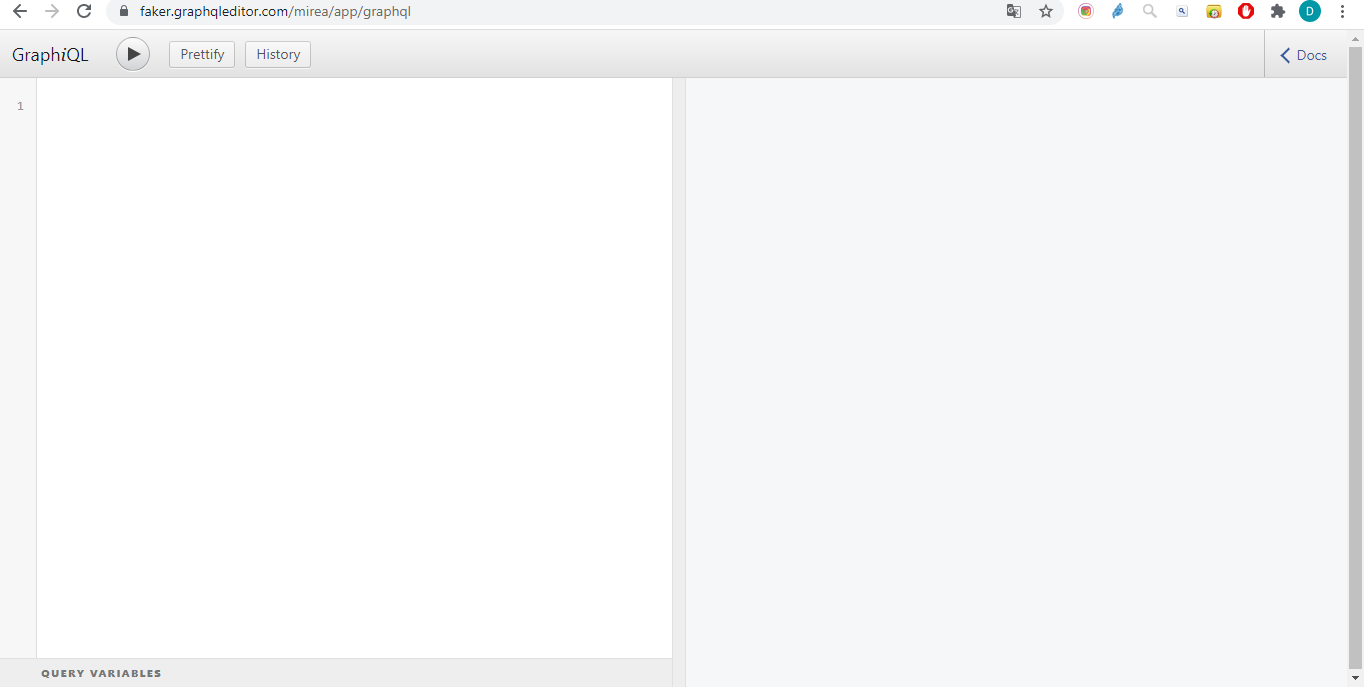 faker.graphqleditor.com/mirea/app/graphql
D
GraphiQL
Prettify
History
Docs
1
QUERY VARIABLES